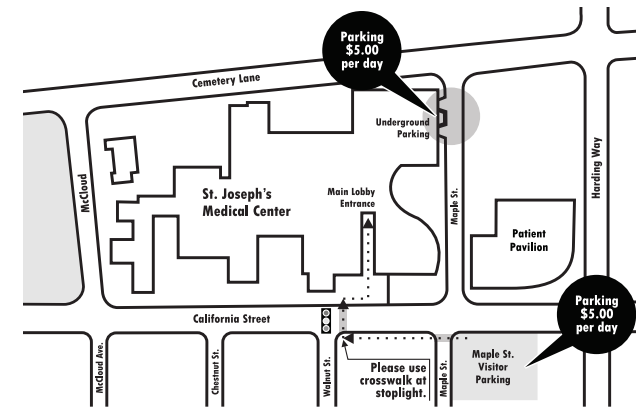 Parking
$5.00
per day
Cemetery Lane
Underground
Parking
McCloud
St. Joseph's
Medical Center
Main Lobby
Entrance
Maple St.
Harding Way
Patient
Pavilion
California Street
Parking
$5.00
per day
McCloud Ave.
Chestnut St.
Walnut St.
Please use
crosswalk at
stoplight.
Maple St.
Maple St.
Visitor
Parking